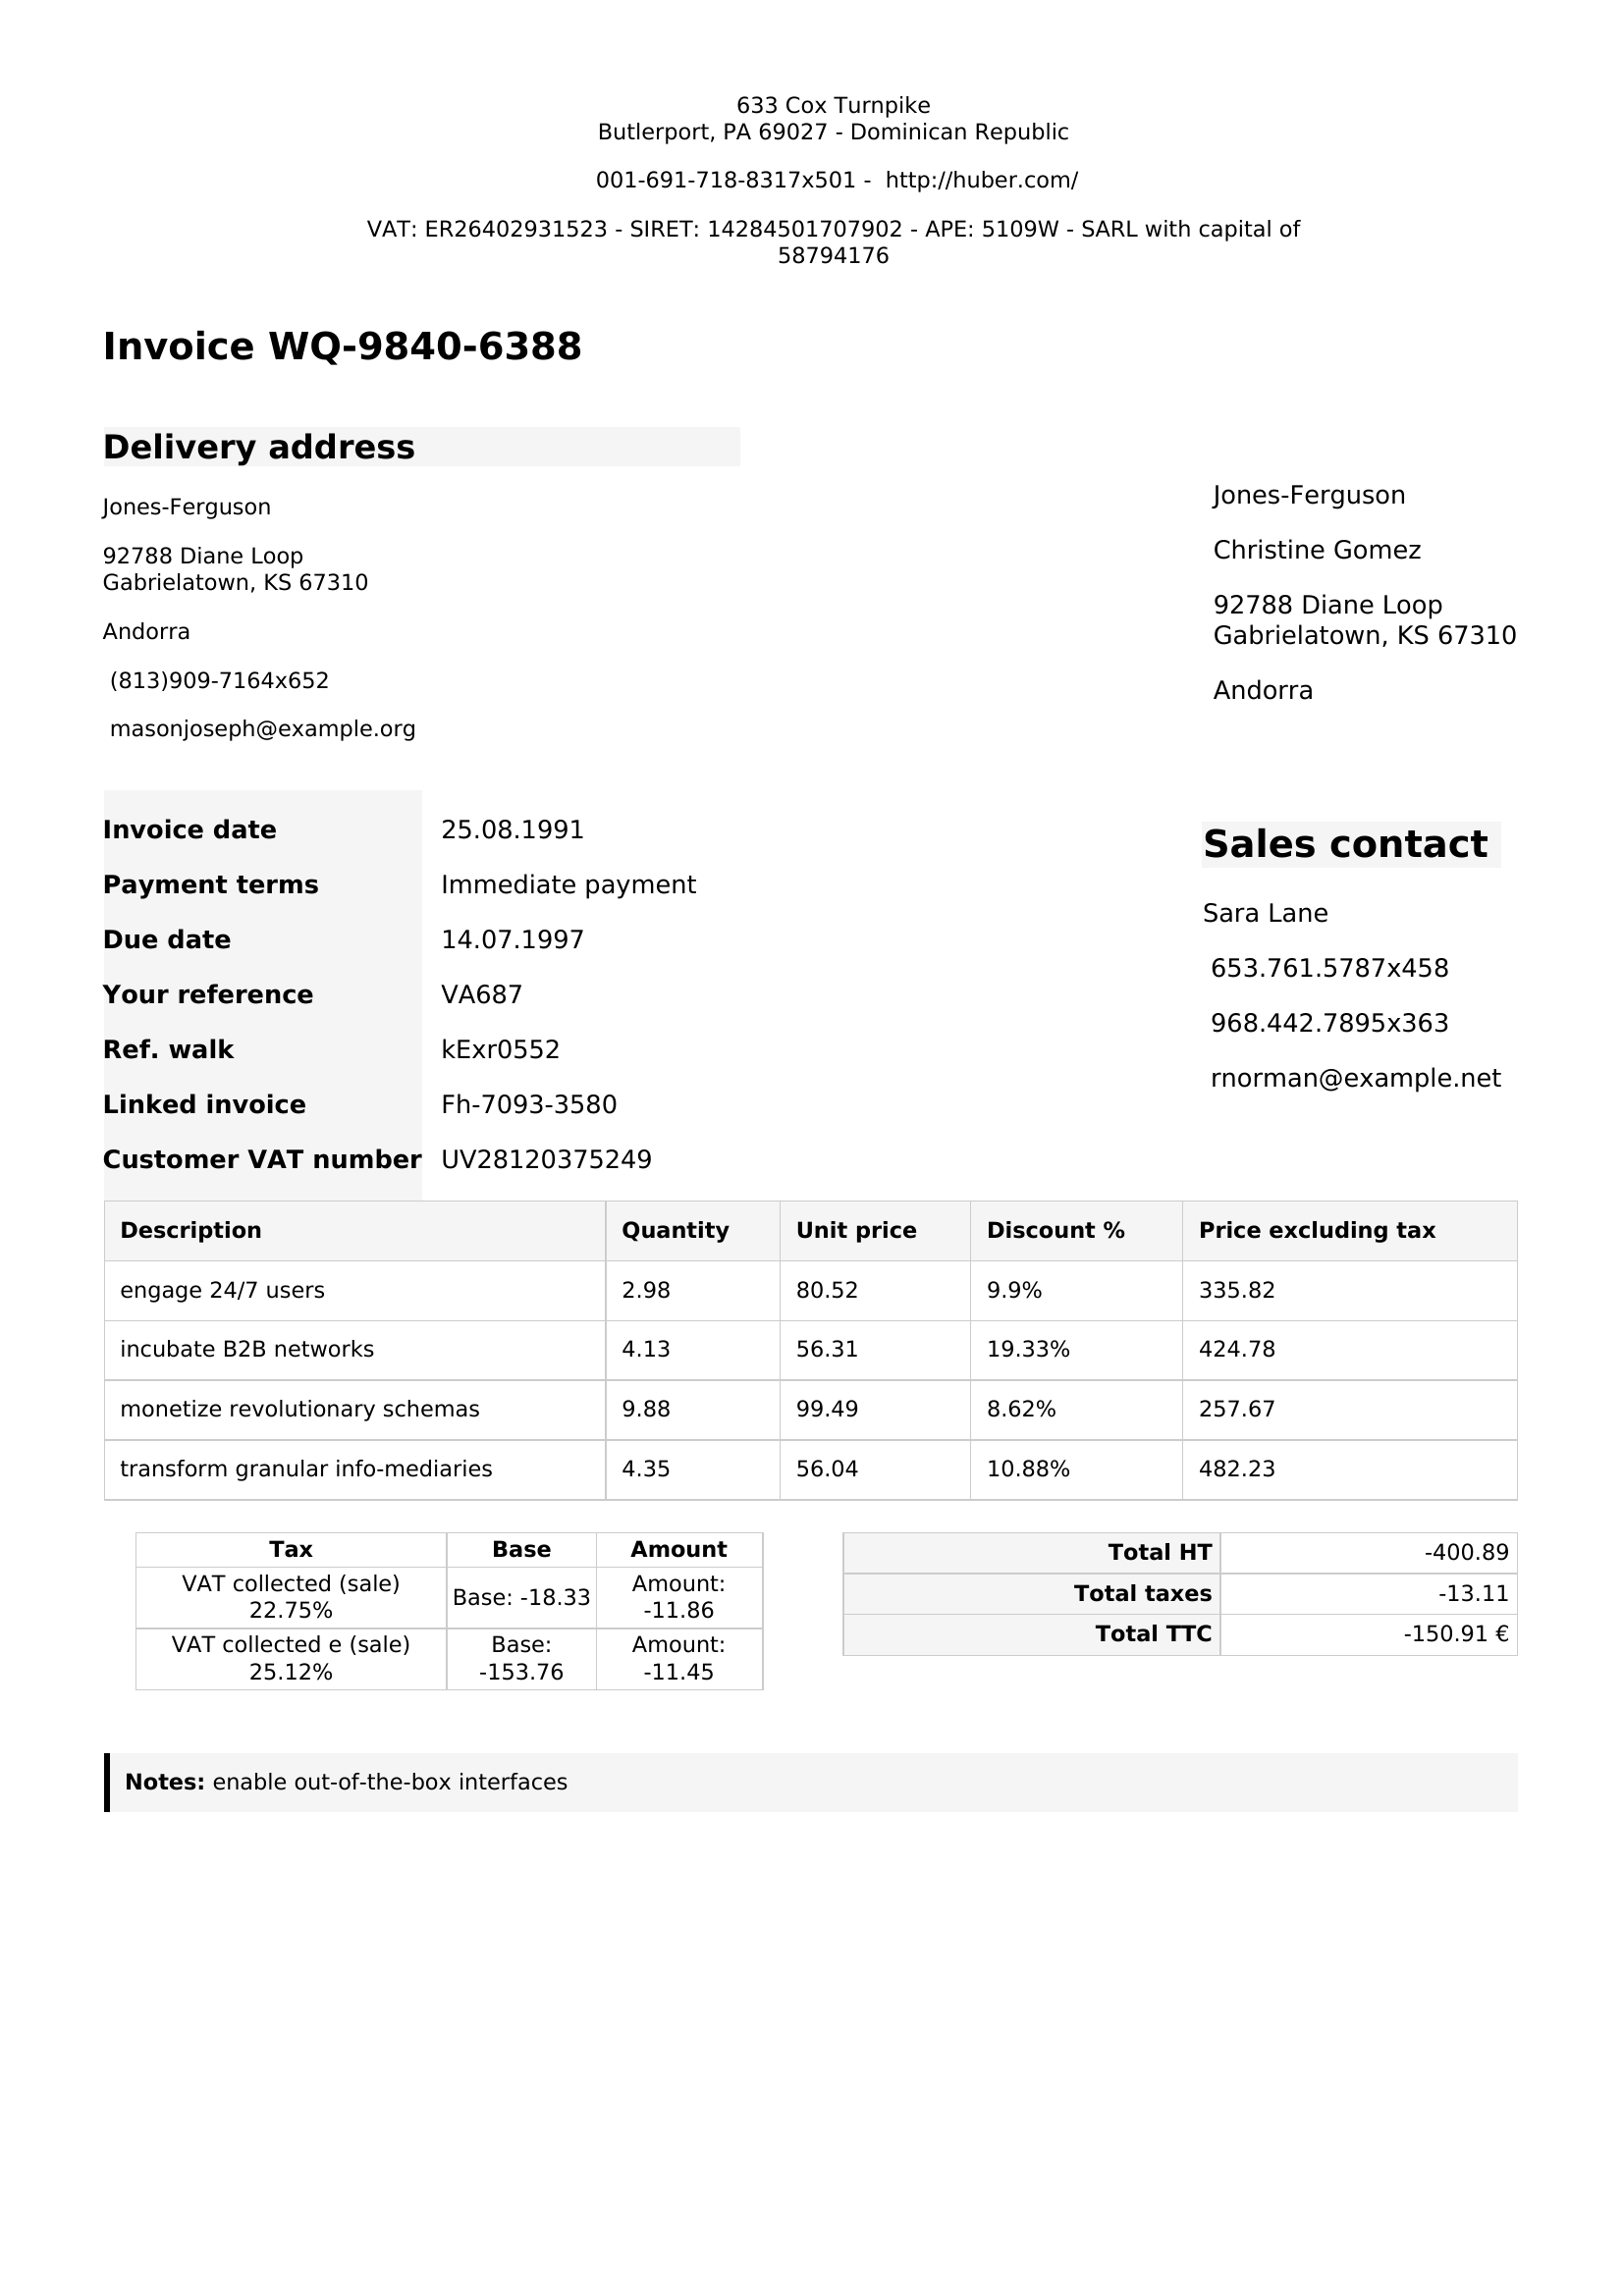 633 Cox Turnpike
Butlerport, PA 69027 - Dominican Republic
001-691-718-8317x501 -  http://huber.com/
VAT: ER26402931523 - SIRET: 14284501707902 - APE: 5109W - SARL with capital of
58794176
Invoice WQ-9840-6388
Delivery address
Jones-Ferguson
92788 Diane Loop
Gabrielatown, KS 67310
Andorra
(813)909-7164x652
masonjoseph@example.org
Jones-Ferguson
Christine Gomez
92788 Diane Loop
Gabrielatown, KS 67310
Andorra
Invoice date 25.08.1991
Payment terms Immediate payment
Due date 14.07.1997
Your reference VA687
Ref. walk kExr0552
Linked invoice Fh-7093-3580
Customer VAT number UV28120375249
Sales contact
Sara Lane
653.761.5787x458
968.442.7895x363
rnorman@example.net
Description Quantity Unit price Discount % Price excluding tax
engage 24/7 users 2.98 80.52 9.9% 335.82
incubate B2B networks 4.13 56.31 19.33% 424.78
monetize revolutionary schemas 9.88 99.49 8.62% 257.67
transform granular info-mediaries 4.35 56.04 10.88% 482.23
Tax Base Amount
VAT collected (sale) 22.75% Base: -18.33 Amount: -11.86
VAT collected e (sale) 25.12% Base: -153.76 Amount: -11.45
Total HT -400.89
Total taxes -13.11
Total TTC -150.91 €
Notes: enable out-of-the-box interfaces